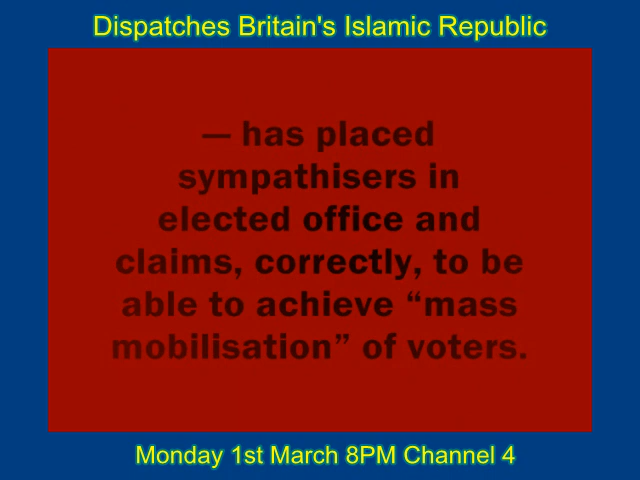 Dispatches Britain's Islamic Republic
— has placed
sympathisers in
elected office and
claims, correctly, to be
able to achieve “mass
mobilisation” of voters.
Monday 1st March 8PM Channel 4